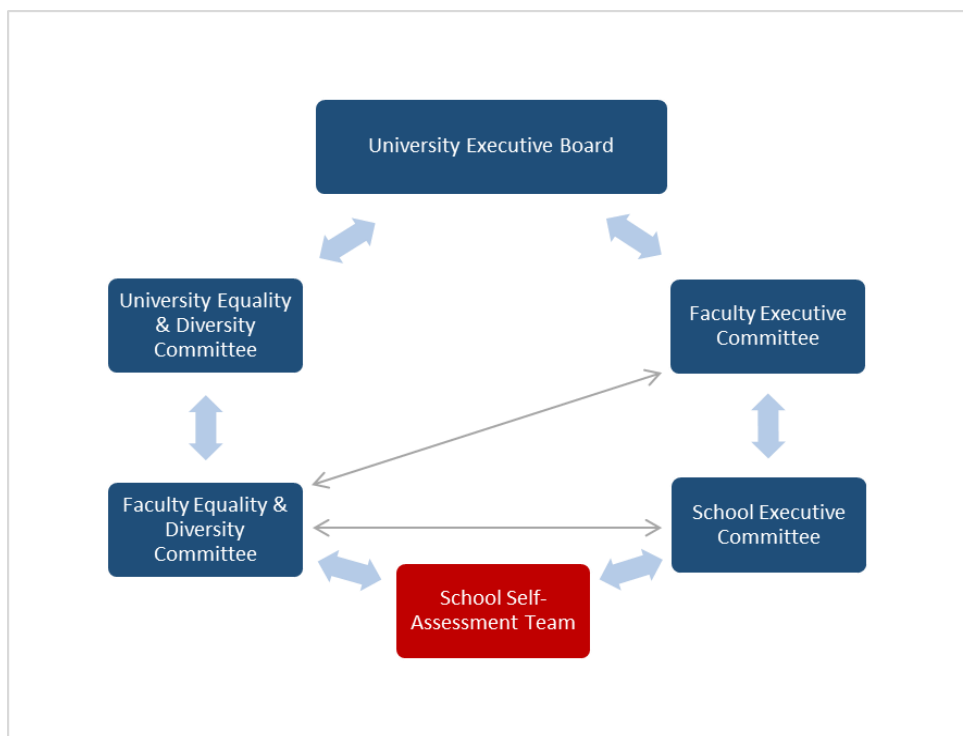 University Executive Board
University Equality
& Diversity
Committee
Faculty Executive
Committee
Faculty Equality &
Diversity
Committee
School Executive
Committee
School Self-
Assessment Team